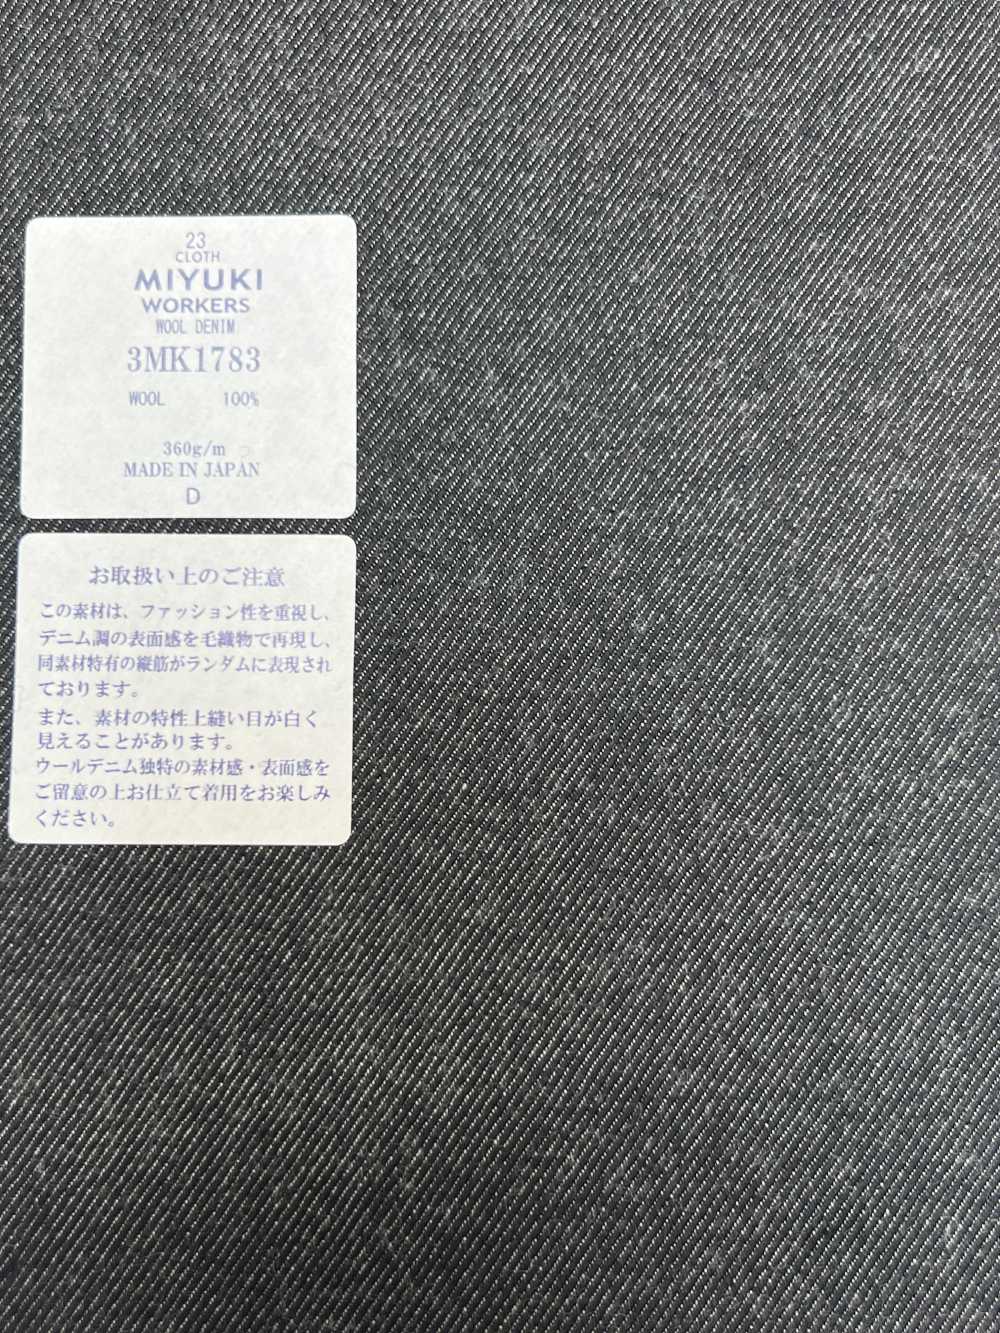 23
CLOTH
MIYUKI
WORKERS
WOOL DENIM
3MK1783
WOOL 100%
360g/m
MADE IN JAPAN
D
お取扱い上のご注意
この素材は、ファッション性を重視し、
デニム調の表面感を毛織物で再現し、
同素材特有の縦筋がランダムに表現され
ております。
また、素材の特性上縫い目が白く
見えることがあります。
ウールデニム独特の素材感・表面感を
ご留意の上お仕立て着用をお楽しみ
ください。